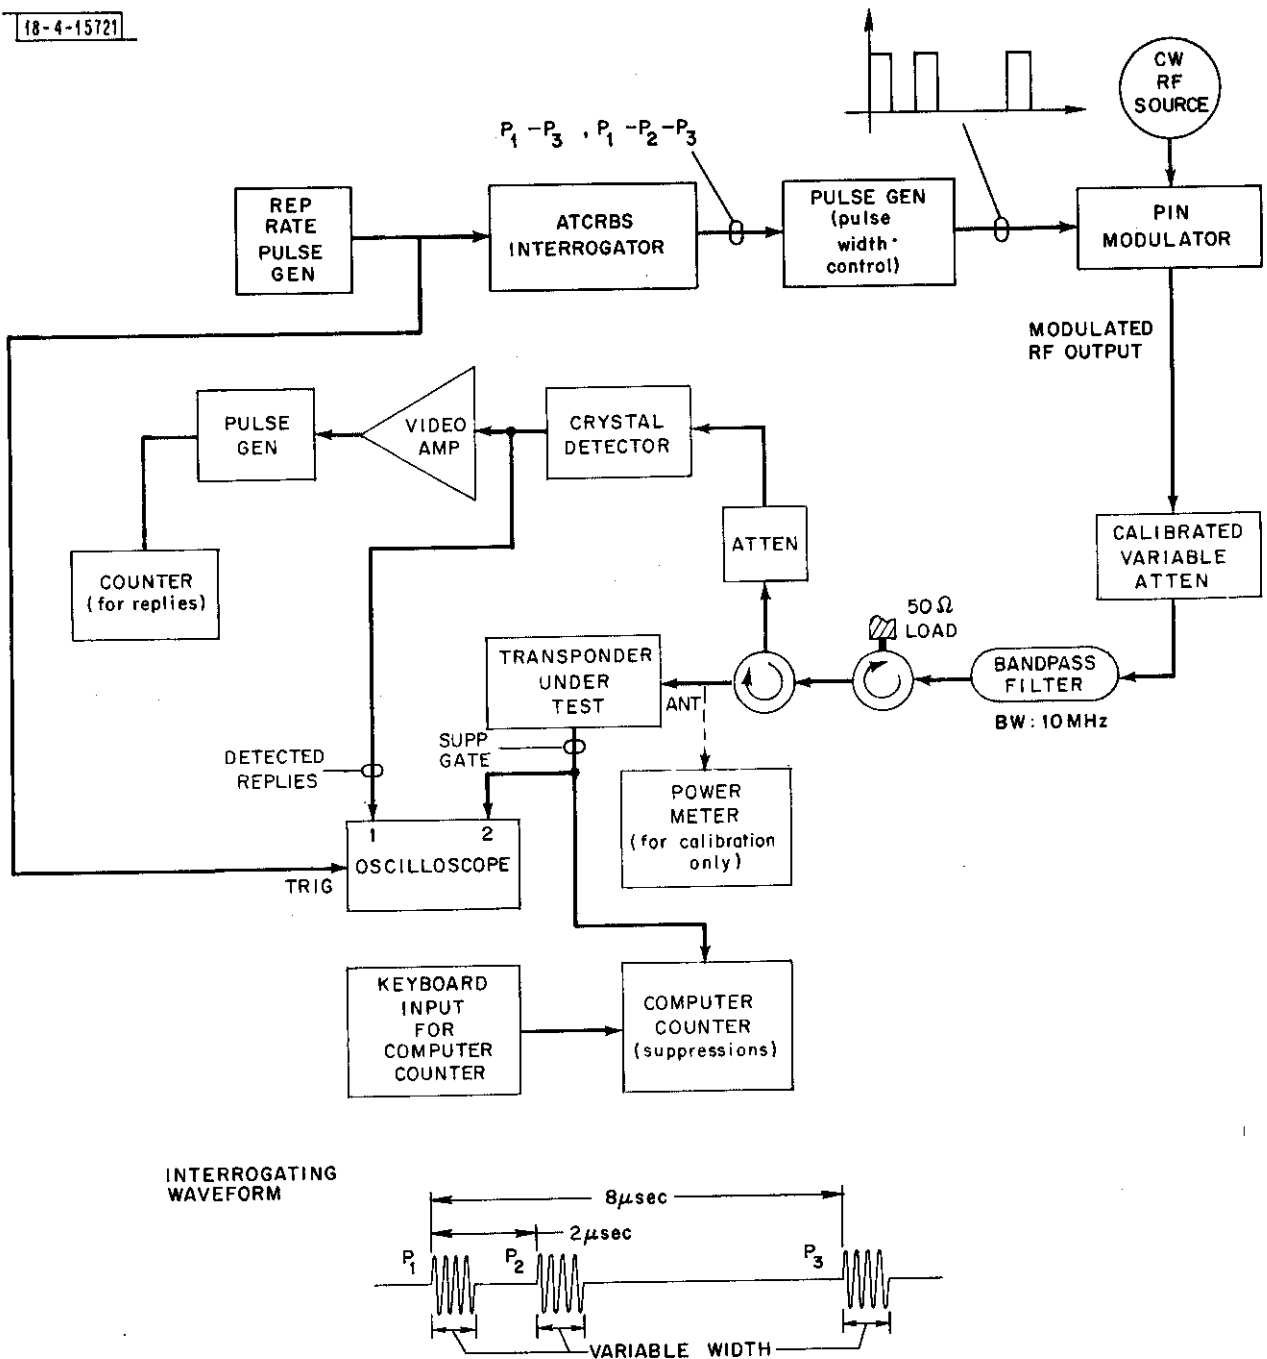 18-4-15721
CW
RF
SOURCE
P1 - P3 , P1 - P2 - P3
REP
RATE
PULSE
GEN
ATCRBS
INTERROGATOR
PULSE GEN
(pulse
width
control)
PIN
MODULATOR
MODULATED
RF OUTPUT
PULSE
GEN
VIDEO
AMP
CRYSTAL
DETECTOR
ATTEN
CALIBRATED
VARIABLE
ATTEN
COUNTER
(for replies)
50Ω
LOAD
TRANSPONDER
UNDER
TEST
ANT
BANDPASS
FILTER
BW: 10 MHz
SUPP
GATE
DETECTED
REPLIES
POWER
METER
(for calibration
only)
1 2
OSCILLOSCOPE
TRIG
KEYBOARD
INPUT
FOR
COMPUTER
COUNTER
COMPUTER
COUNTER
(suppressions)
INTERROGATING
WAVEFORM
8μsec
2μsec
P1 P2 P3
VARIABLE WIDTH